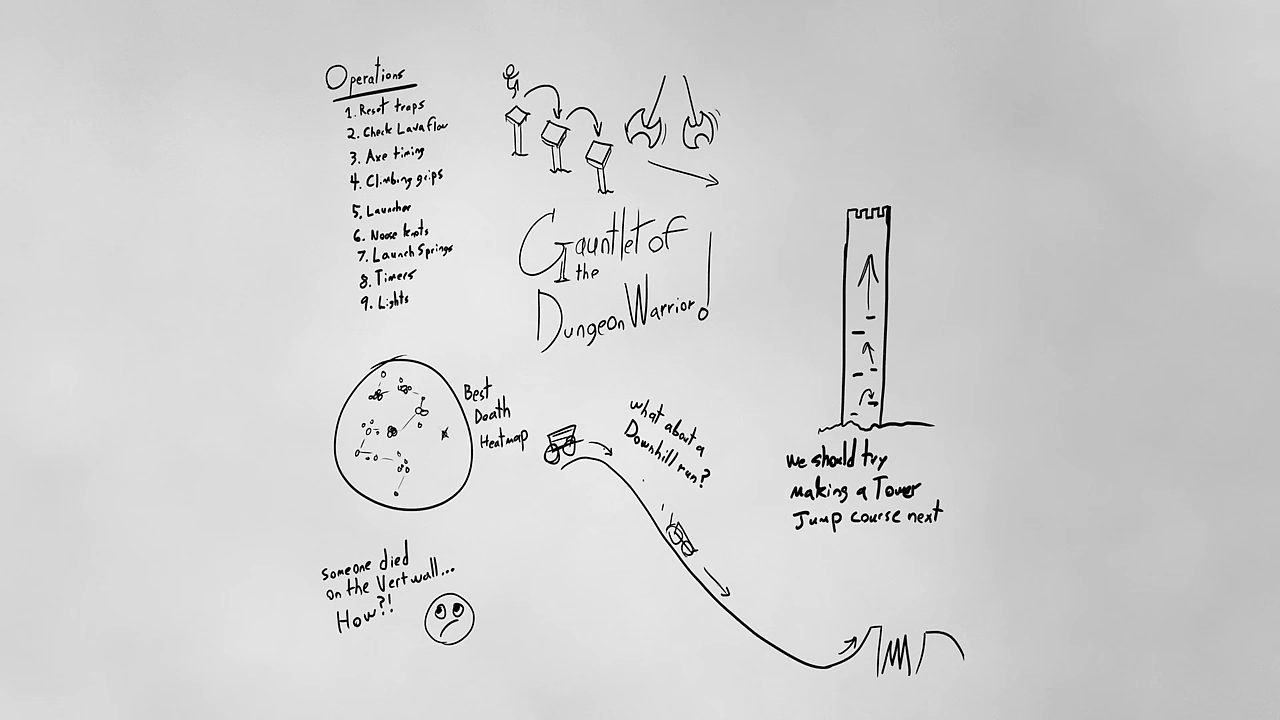 Operations
1. Reset traps
2. Check Lava flow
3. Axe timing
4. Climbing grips
5. Launcher
6. Noose knots
7. Launch Springs
8. Timers
9. Lights
Gauntlet of
the
Dungeon Warrior!
Best
Death
Heatmap
what about a
Downhill run?
we should try
making a Tower
Jump course next
someone died
on the Vert wall...
How?!